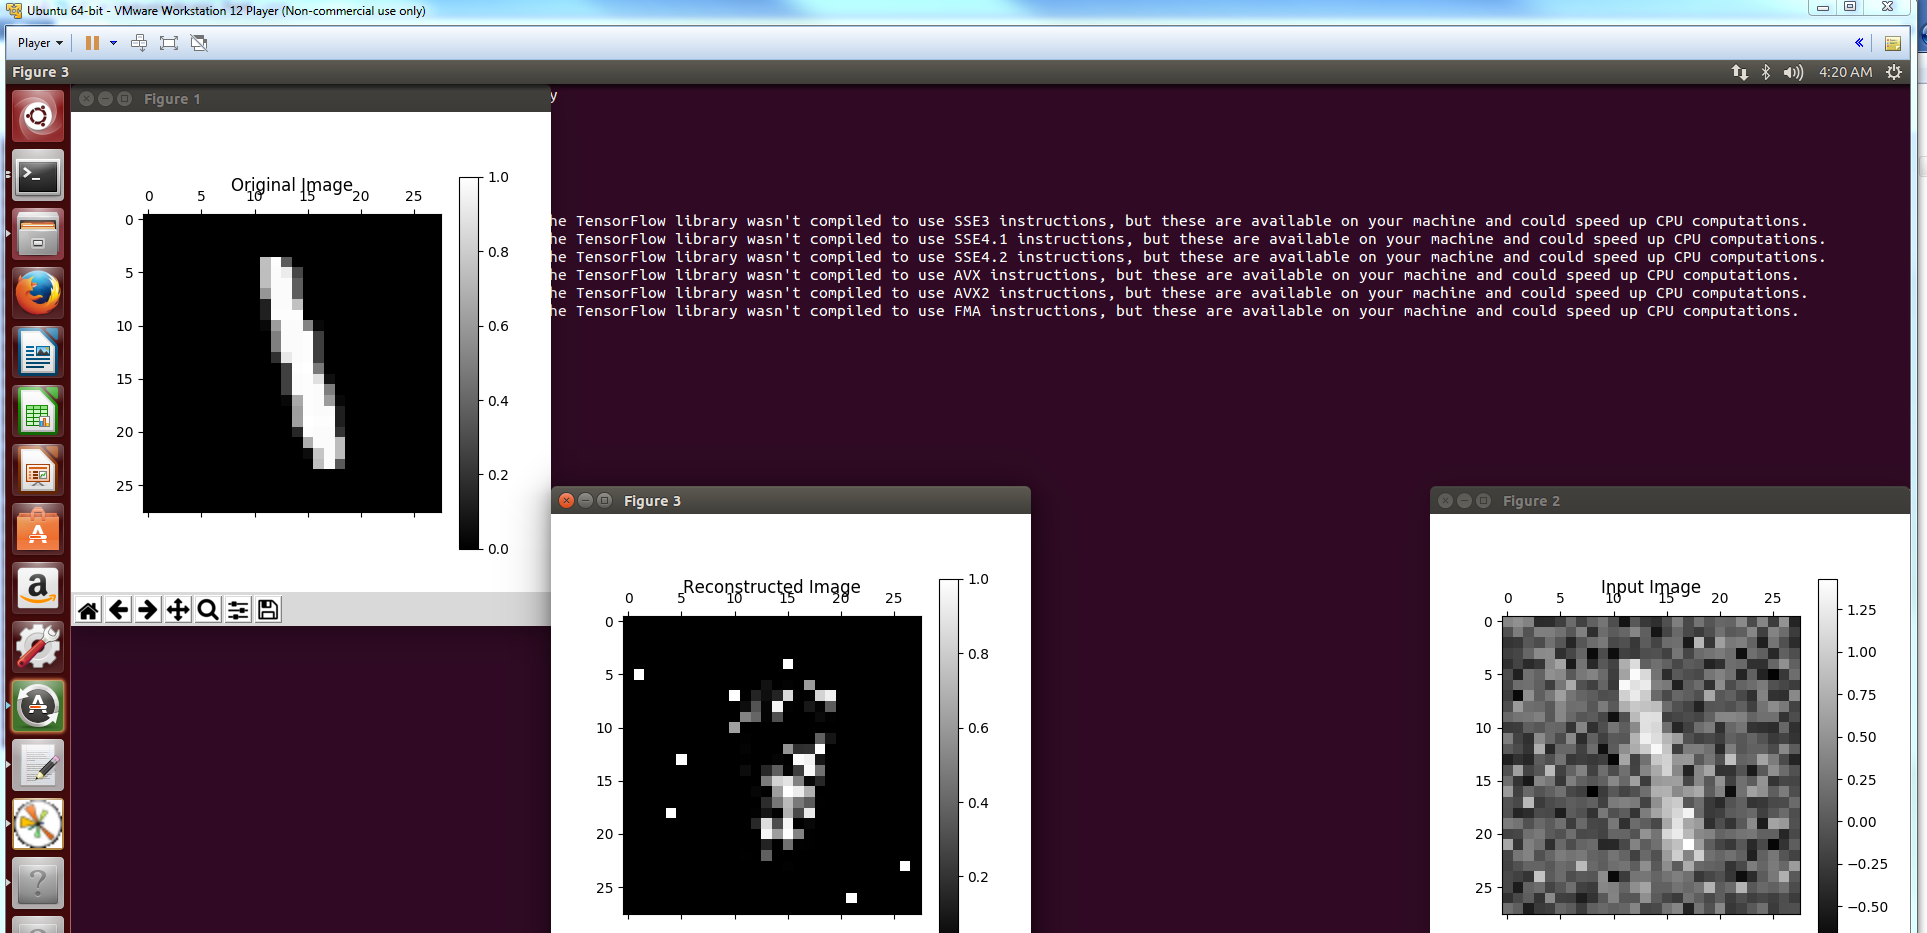 Ubuntu 64-bit - VMware Workstation 12 Player (Non-commercial use only)
Player
Figure 3
4:20 AM
Figure 1
y
Original Image
0 5 10 15 20 25
0
5
10
15
20
25
1.0
0.8
0.6
0.4
0.2
0.0
he TensorFlow library wasn't compiled to use SSE3 instructions, but these are available on your machine and could speed up CPU computations.
he TensorFlow library wasn't compiled to use SSE4.1 instructions, but these are available on your machine and could speed up CPU computations.
he TensorFlow library wasn't compiled to use SSE4.2 instructions, but these are available on your machine and could speed up CPU computations.
he TensorFlow library wasn't compiled to use AVX instructions, but these are available on your machine and could speed up CPU computations.
he TensorFlow library wasn't compiled to use AVX2 instructions, but these are available on your machine and could speed up CPU computations.
he TensorFlow library wasn't compiled to use FMA instructions, but these are available on your machine and could speed up CPU computations.
Figure 3
Reconstructed Image
0 5 10 15 20 25
0
5
10
15
20
25
1.0
0.8
0.6
0.4
0.2
Figure 2
Input Image
0 5 10 15 20 25
0
5
10
15
20
25
1.25
1.00
0.75
0.50
0.25
0.00
−0.25
−0.50